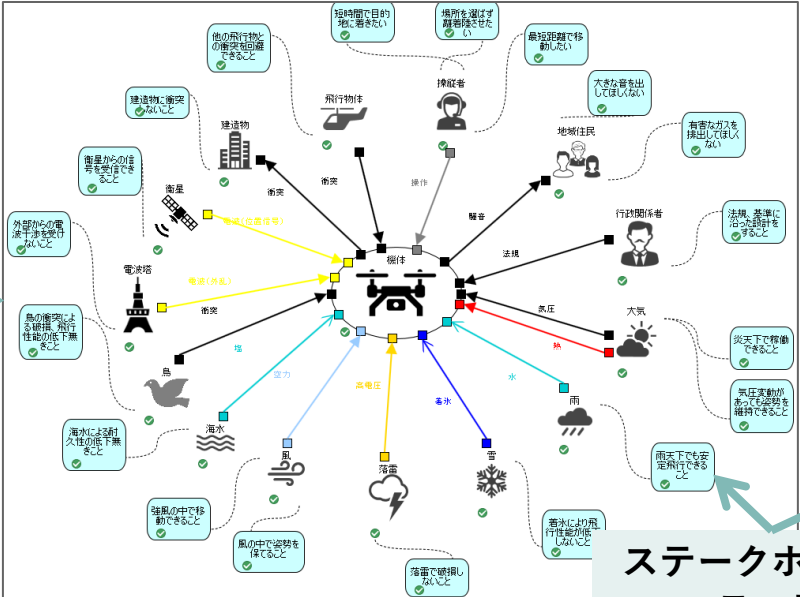 短時間で目的
地に着きたい
場所を選ばず
離着陸させた
い
他の飛行物と
の衝突を回避
できること
最短距離で移
動したい
操縦者
飛行物体
大きな音を出
してほしくない
建造物に衝突
しないこと
建造物
地域住民
有害なガスを
排出してほしく
ない
衛星からの信
号を受信でき
ること
衛星
衝突
衝突
操作
騒音
行政関係者
法規、基準に
沿った設計を
すること
外部からの電
波干渉を受け
ないこと
電波(位置信号)
法規
機体
電波塔
電波(外乱)
衝突
気圧
大気
鳥の衝突によ
る破損、飛行
性能の低下無
きこと
塩
熱
炎天下で稼働
できること
鳥
空力
高電圧
着氷
水
雨
気圧変動が
あっても姿勢を
維持できること
海水による耐
久性の低下無
きこと
海水
風
落雷
雪
雨天下でも安
定飛行できる
こと
強風の中で移
動できること
風の中で姿勢を
保てること
着氷により飛
行性能が低下
しないこと
落雷で破損し
ないこと
ステークホ